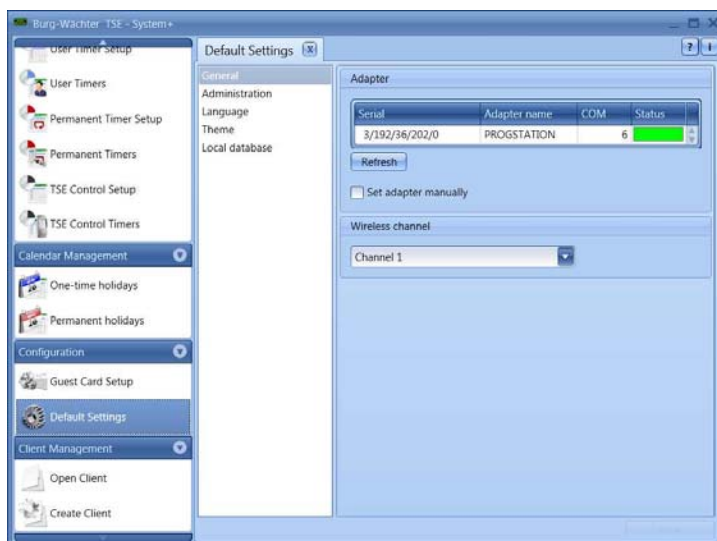 Burg-Wächter TSE - System+
User Timer Setup
User Timers
Permanent Timer Setup
Permanent Timers
TSE Control Setup
TSE Control Timers
Calendar Management
One-time holidays
Permanent holidays
Configuration
Guest Card Setup
Default Settings
Client Management
Open Client
Create Client
Default Settings
? i
General
Administration
Language
Theme
Local database
Adapter
Serial Adapter name COM Status
3/192/36/202/0 PROGSTATION 6
Refresh
Set adapter manually
Wireless channel
Channel 1